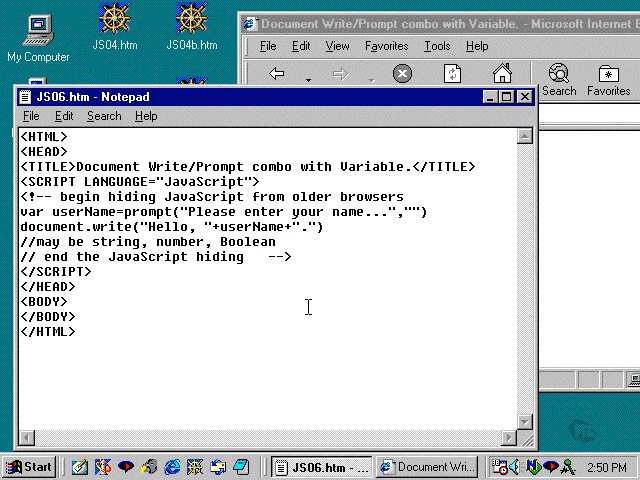 My Computer
JS04.htm
JS04b.htm
Document Write/Prompt combo with Variable. - Microsoft Internet E
File Edit View Favorites Tools Help
Search Favorites
JS06.htm - Notepad
File Edit Search Help
<HTML>
<HEAD>
<TITLE>Document Write/Prompt combo with Variable.</TITLE>
<SCRIPT LANGUAGE="JavaScript">
<!-- begin hiding JavaScript from older browsers
var userName=prompt("Please enter your name...","")
document.write("Hello, "+userName+".")
//may be string, number, Boolean
// end the JavaScript hiding   -->
</SCRIPT>
</HEAD>
<BODY>
</BODY>
</HTML>
Start
JS06.htm - ...
Document Wri...
2:50 PM